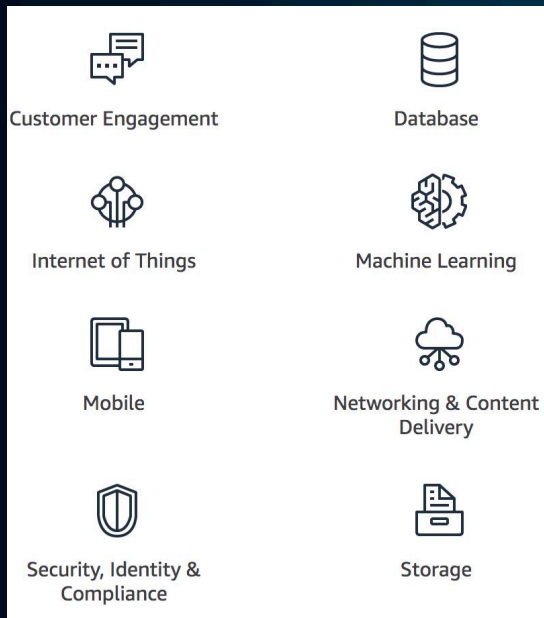 Customer Engagement
Database
Internet of Things
Machine Learning
Mobile
Networking & Content
Delivery
Security, Identity &
Compliance
Storage